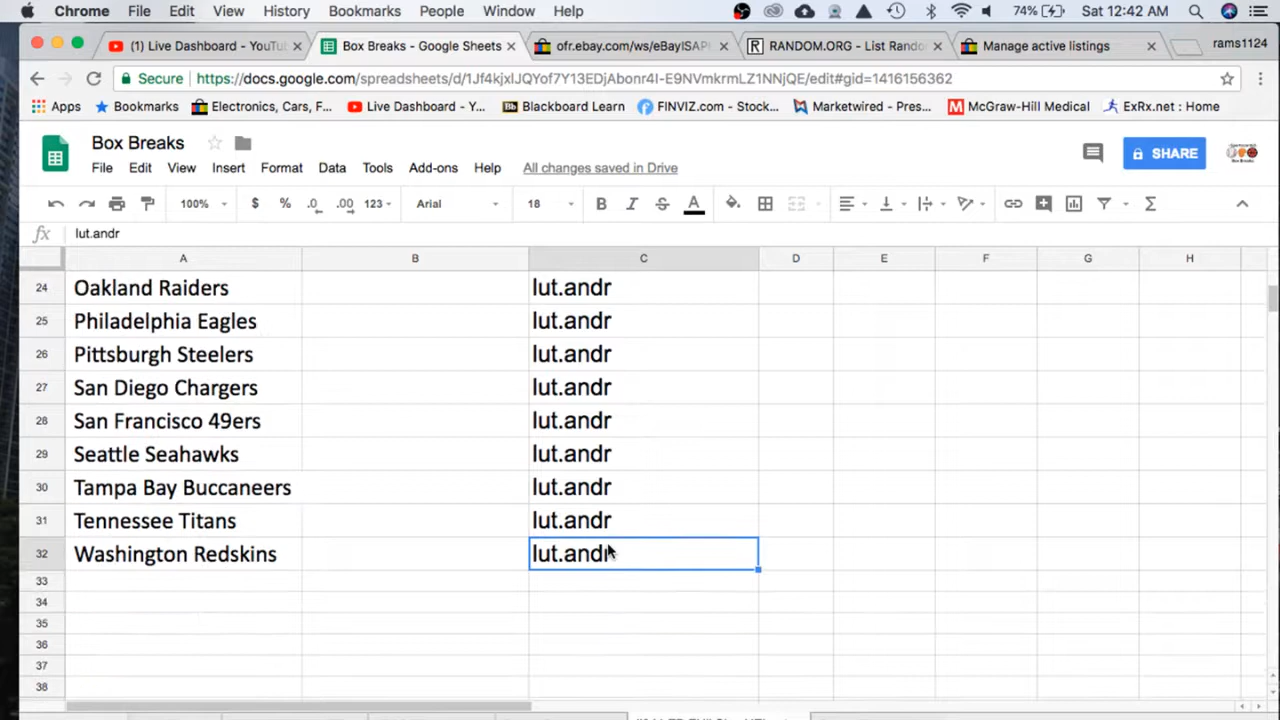 Chrome File Edit View History Bookmarks People Window Help 74% Sat 12:42 AM
(1) Live Dashboard - YouTu Box Breaks - Google Sheets ofr.ebay.com/ws/eBayISAPI RANDOM.ORG - List Rando Manage active listings rams1124
Secure https://docs.google.com/spreadsheets/d/1Jf4kjxlJQYof7Y13EDjAbonr4I-E9NVmkrmLZ1NNjQE/edit#gid=1416156362
Apps Bookmarks Electronics, Cars, F... Live Dashboard - Y... Bb Blackboard Learn FINVIZ.com - Stock... Marketwired - Pres... M McGraw-Hill Medical ExRx.net : Home
Box Breaks
File Edit View Insert Format Data Tools Add-ons Help All changes saved in Drive SHARE
100% $ % .0 .00 123 Arial 18 B I S A
fx lut.andr
A B C D E F G H
24 Oakland Raiders lut.andr
25 Philadelphia Eagles lut.andr
26 Pittsburgh Steelers lut.andr
27 San Diego Chargers lut.andr
28 San Francisco 49ers lut.andr
29 Seattle Seahawks lut.andr
30 Tampa Bay Buccaneers lut.andr
31 Tennessee Titans lut.andr
32 Washington Redskins lut.andr
33
34
35
36
37
38